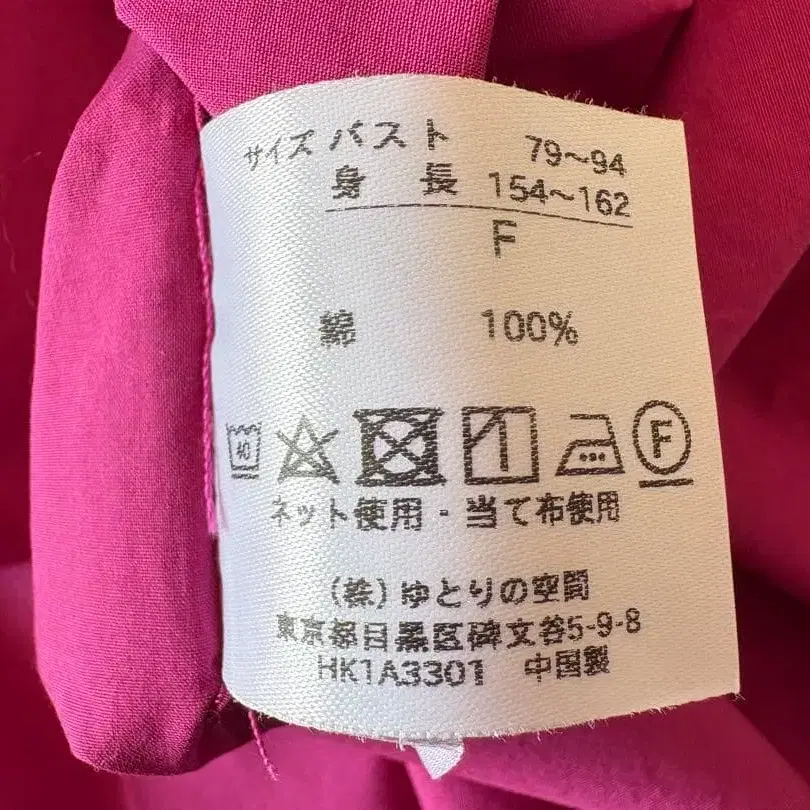 サイズ バスト 79～94
身長 154～162
F
綿 100%
40
F
ネット使用・当て布使用
(株)ゆとりの空間
東京都目黒区碑文谷5-9-8
HK1A3301 中国製